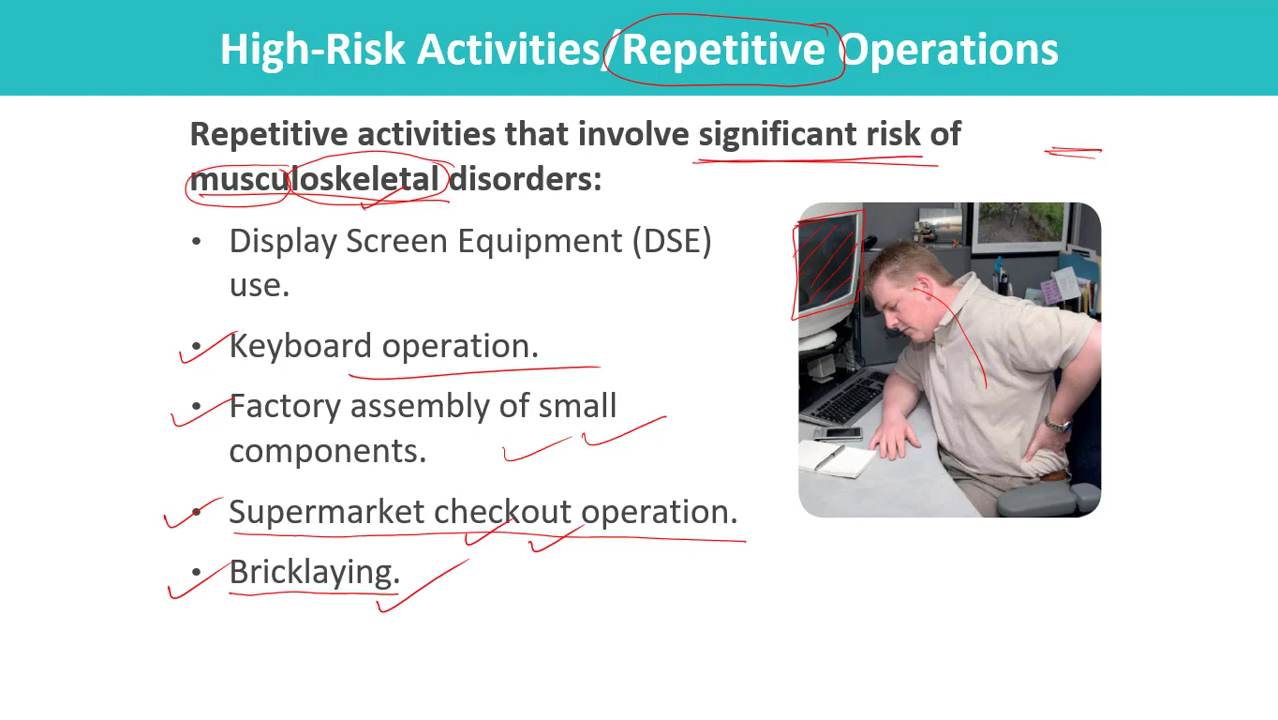 High-Risk Activities/Repetitive Operations
Repetitive activities that involve significant risk of
musculoskeletal disorders:
• Display Screen Equipment (DSE)
use.
• Keyboard operation.
• Factory assembly of small
components.
• Supermarket checkout operation.
• Bricklaying.